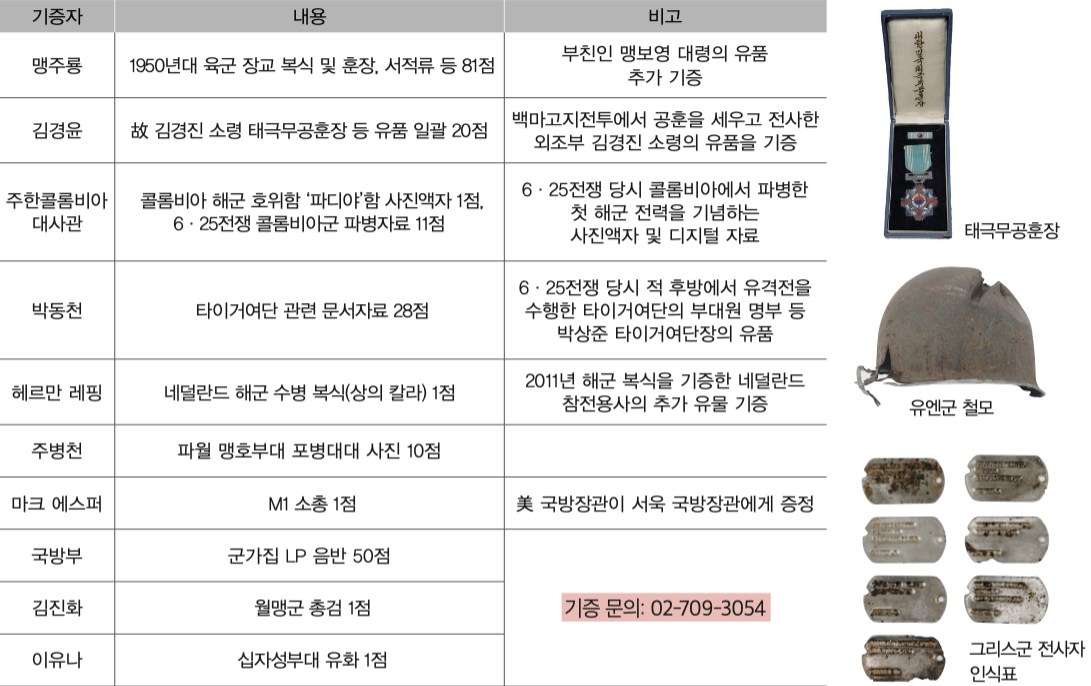 기증자 내용 비고
맹주룡 1950년대 육군 장교 복식 및 훈장, 서적류 등 81점 부친인 맹보영 대령의 유품
추가 기증
김경윤 故 김경진 소령 태극무공훈장 등 유품 일괄 20점 백마고지전투에서 공훈을 세우고 전사한
외조부 김경진 소령의 유품을 기증
주한콜롬비아
대사관
콜롬비아 해군 호위함 ‘파디야’함 사진액자 1점,
6·25전쟁 콜롬비아군 파병자료 11점
6·25전쟁 당시 콜롬비아에서 파병한
첫 해군 전력을 기념하는
사진액자 및 디지털 자료
박동천 타이거여단 관련 문서자료 28점
6·25전쟁 당시 적 후방에서 유격전을
수행한 타이거여단의 부대원 명부 등
박상준 타이거여단장의 유품
헤르만 레핑 네덜란드 해군 수병 복식(상의 칼라) 1점
2011년 해군 복식을 기증한 네덜란드
참전용사의 추가 유물 기증
주병천 파월 맹호부대 포병대대 사진 10점
마크 에스퍼 M1 소총 1점 美 국방장관이 서욱 국방장관에게 증정
국방부 군가집 LP 음반 50점
김진화 월맹군 총검 1점
이유나 십자성부대 유화 1점
기증 문의: 02-709-3054
태극무공훈장
유엔군 철모
그리스군 전사자
인식표